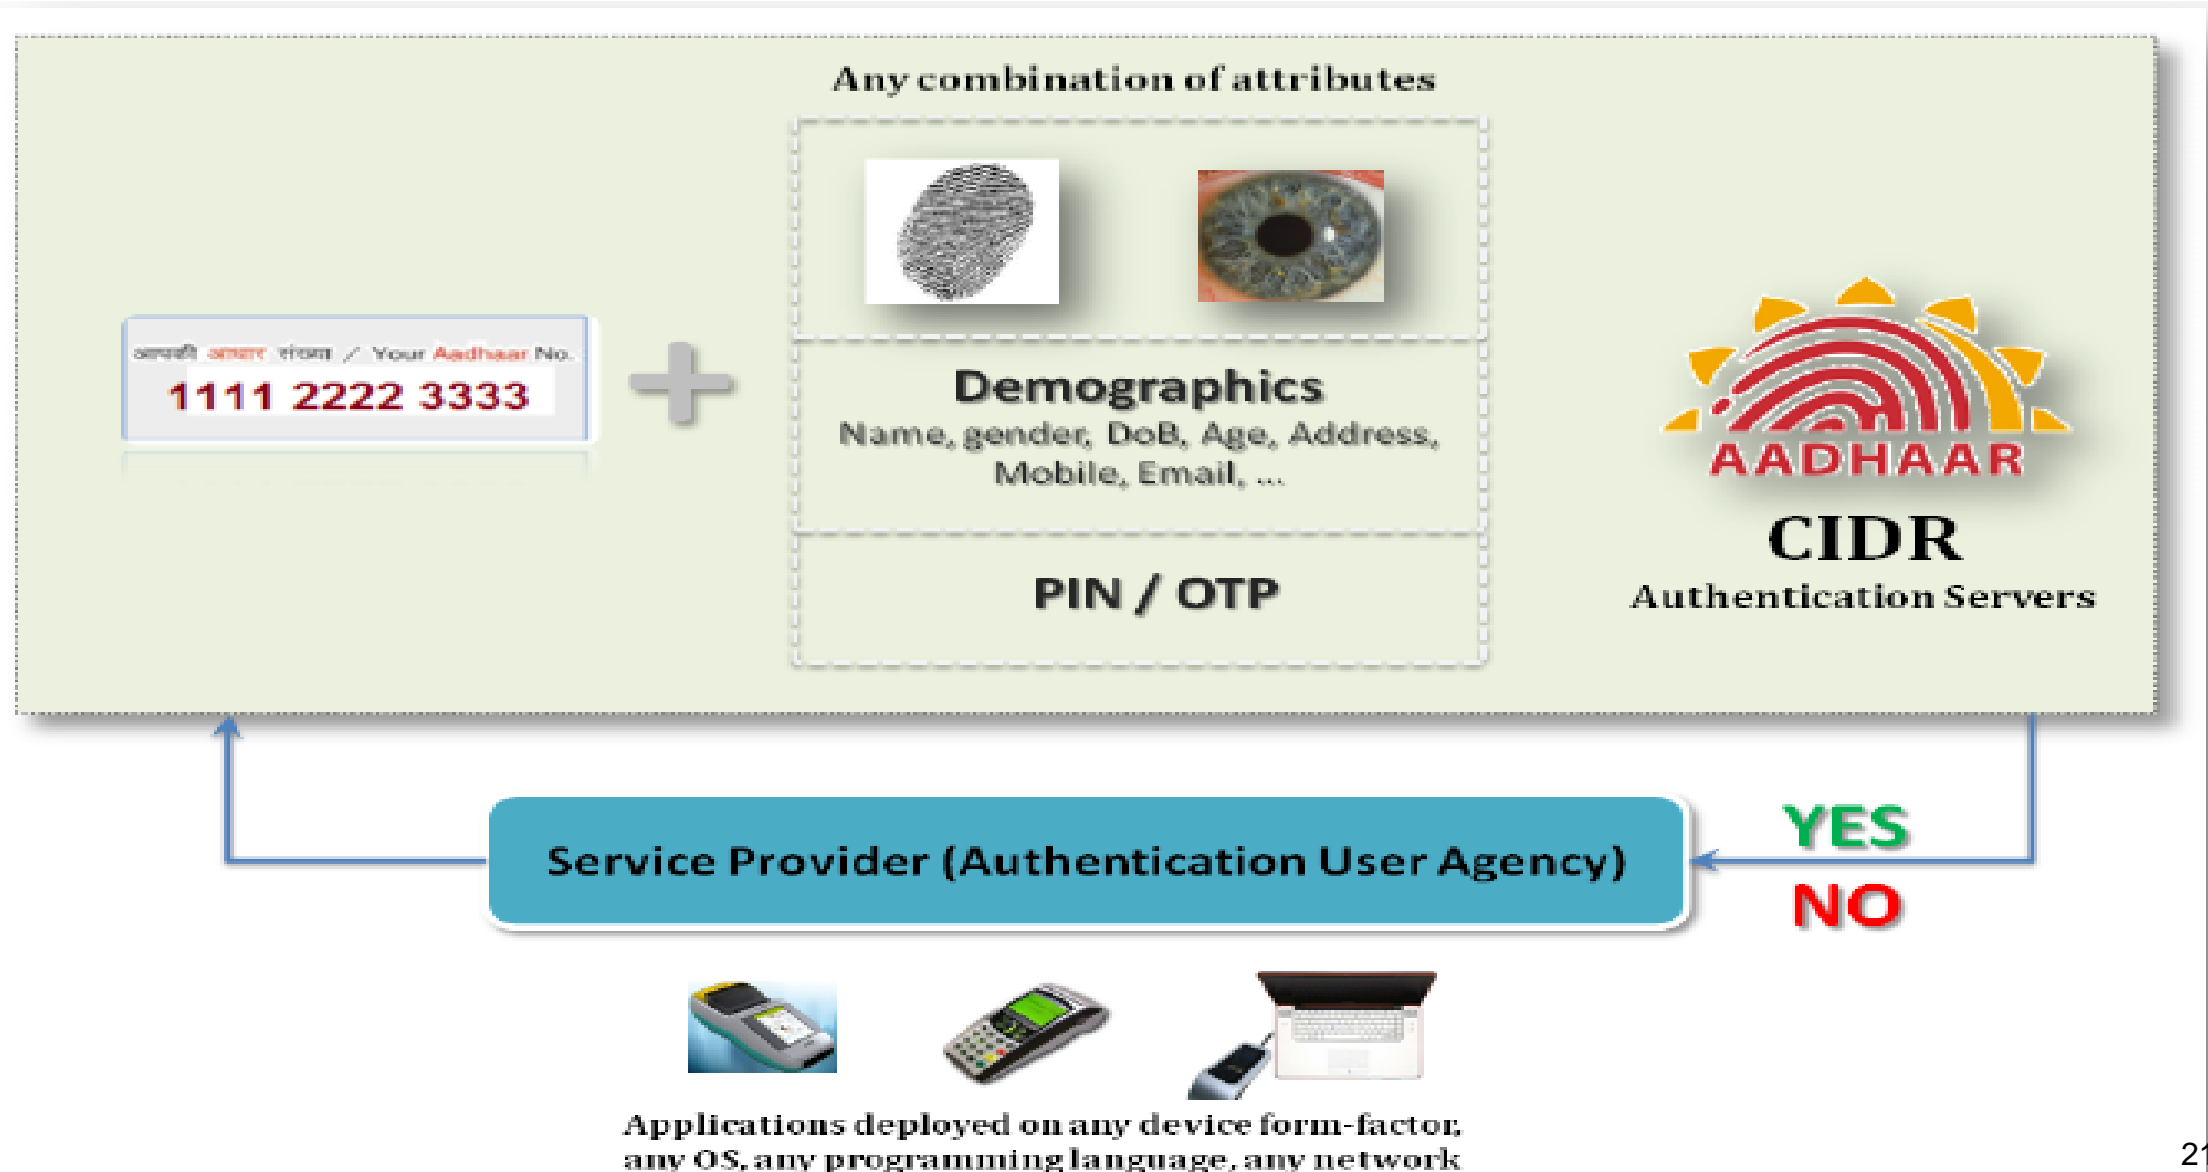 Any combination of attributes
आपकी आधार संख्या / Your Aadhaar No.
1111 2222 3333
Demographics
Name, gender, DoB, Age, Address,
Mobile, Email, ...
PIN / OTP
AADHAAR
CIDR
Authentication Servers
Service Provider (Authentication User Agency)
YES
NO
Applications deployed on any device form-factor,
any OS, any programming language, any network
21